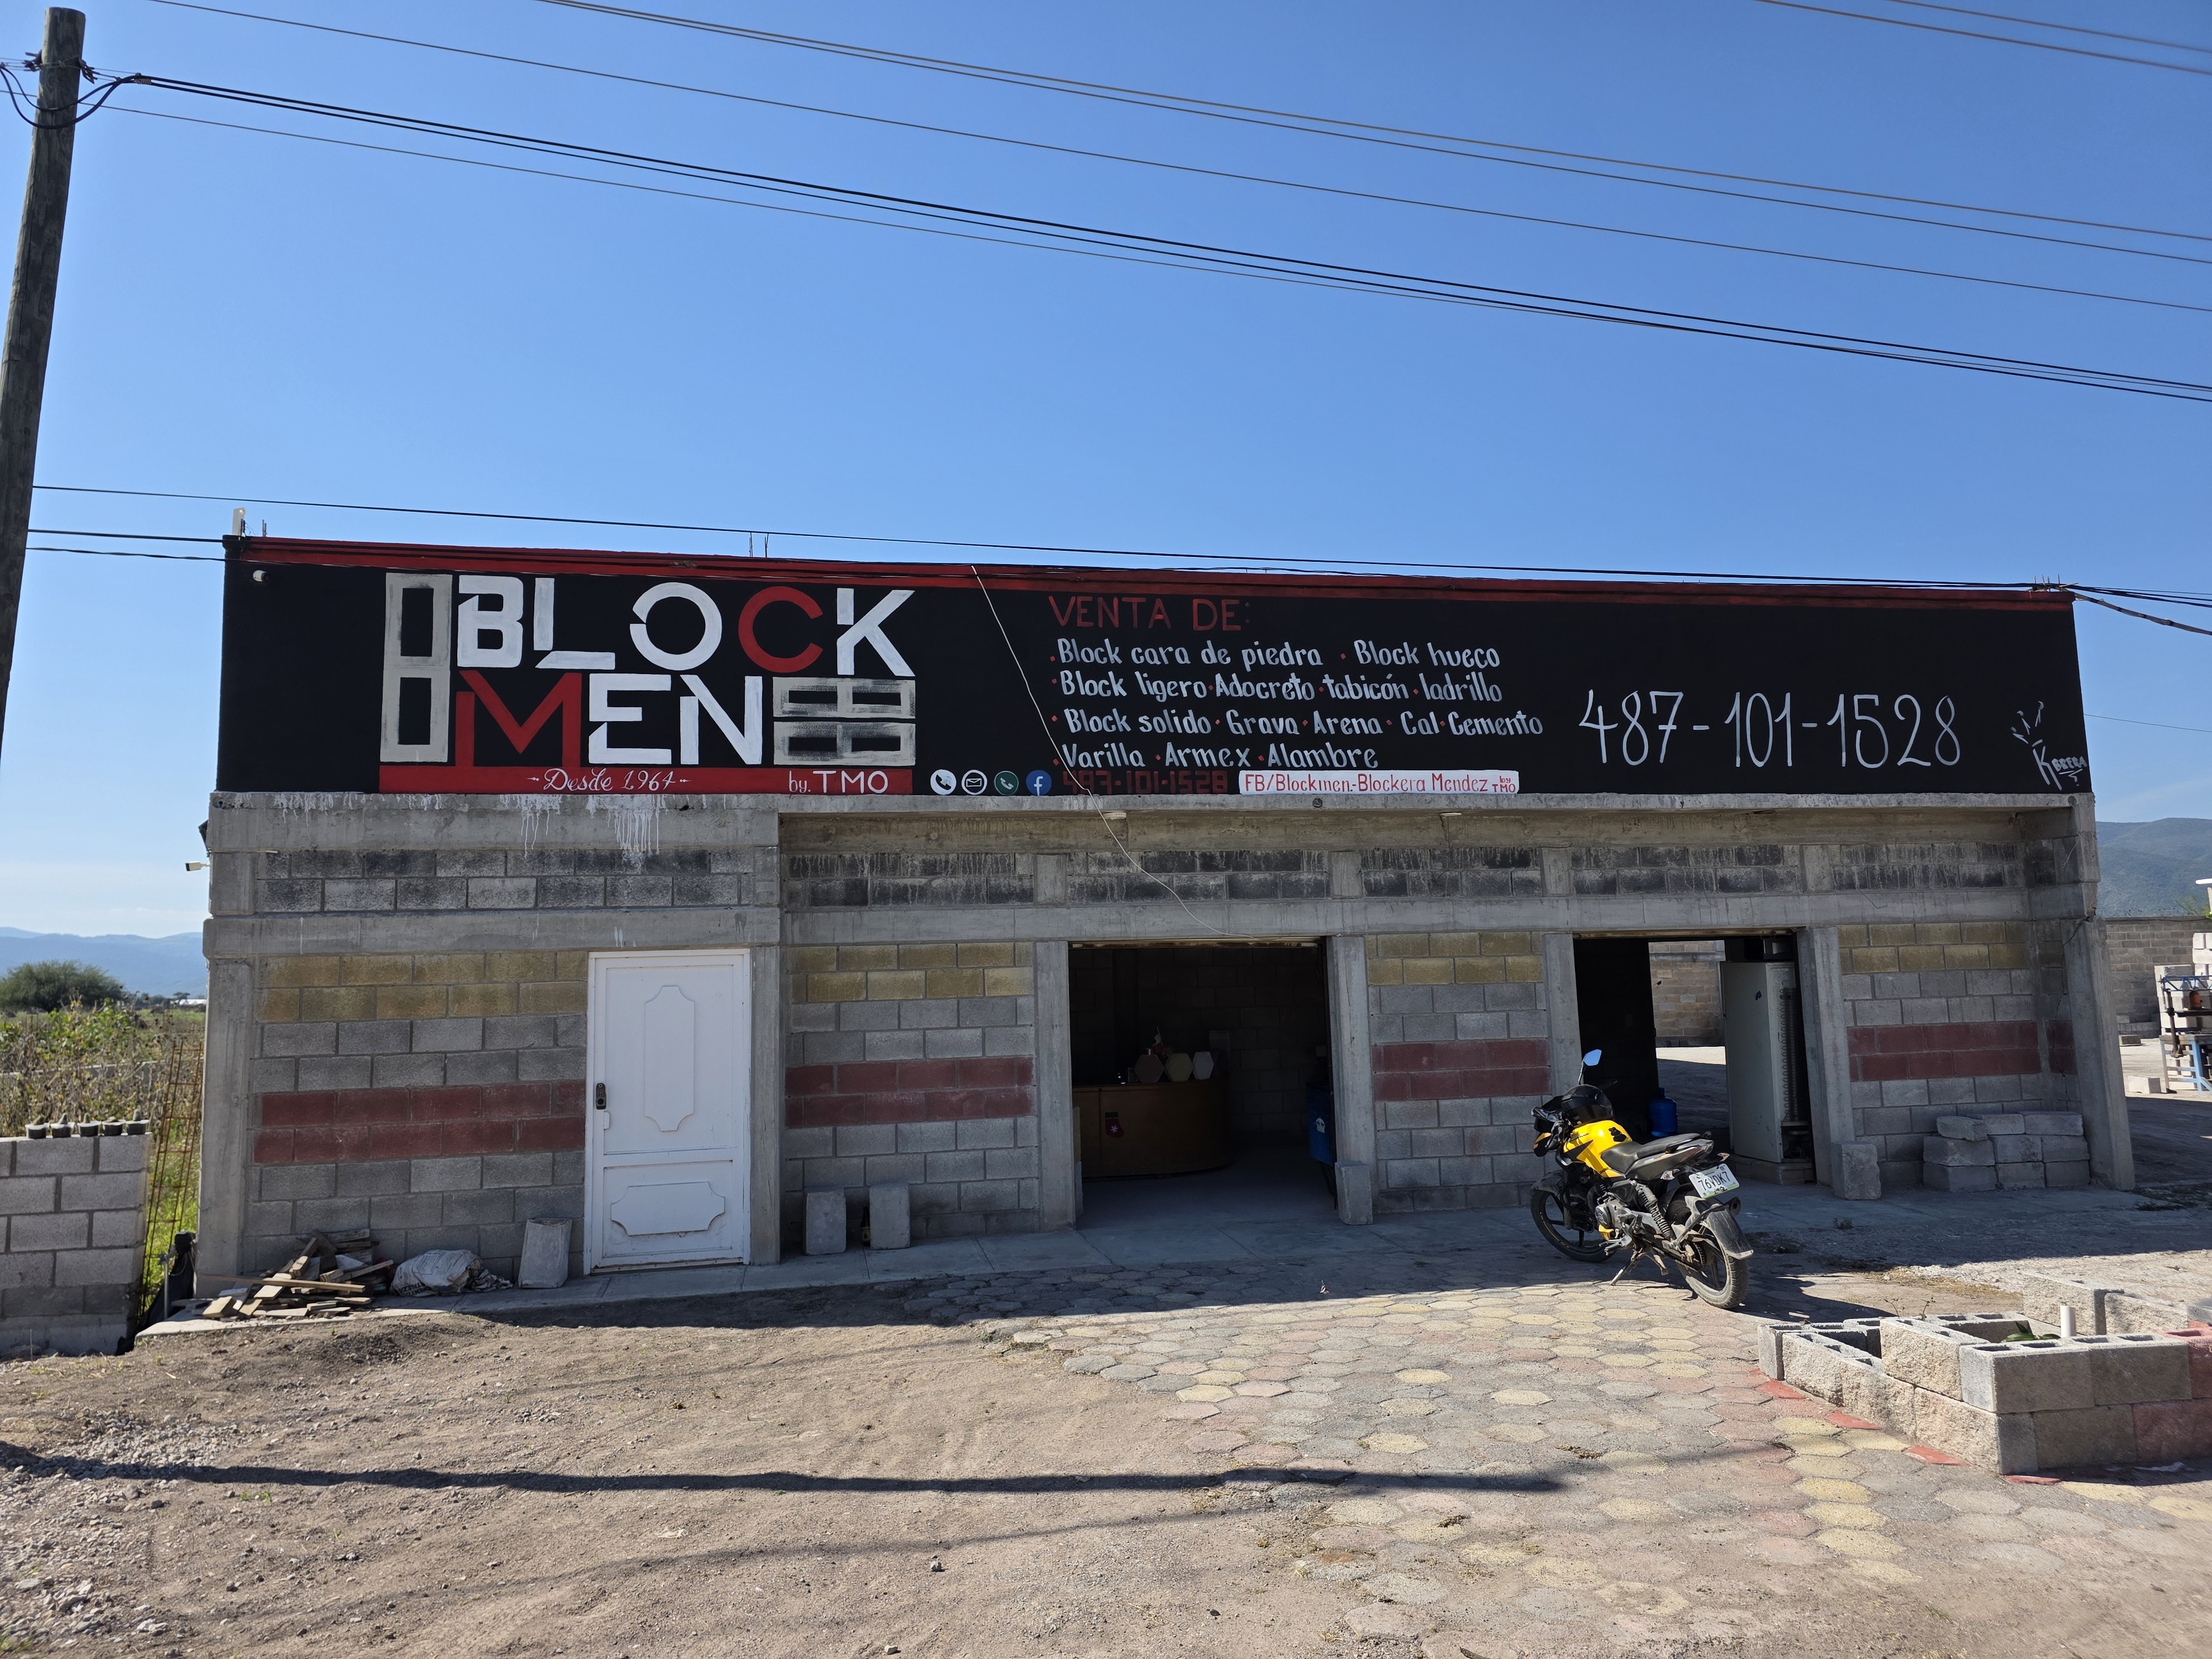 BLOCK
MEN
-Desde 1964-
by. TMO
VENTA DE:
.Block cara de piedra · Block hueco
.Block ligero·Adocreto·tabicón·ladrillo
·Block solido·Grava·Arena·Cal·Cemento
.Varilla ·Armex·Alambre
487-101-1528
FB/Blockmen.-Blockera Mendez by TMO
487-101-1528